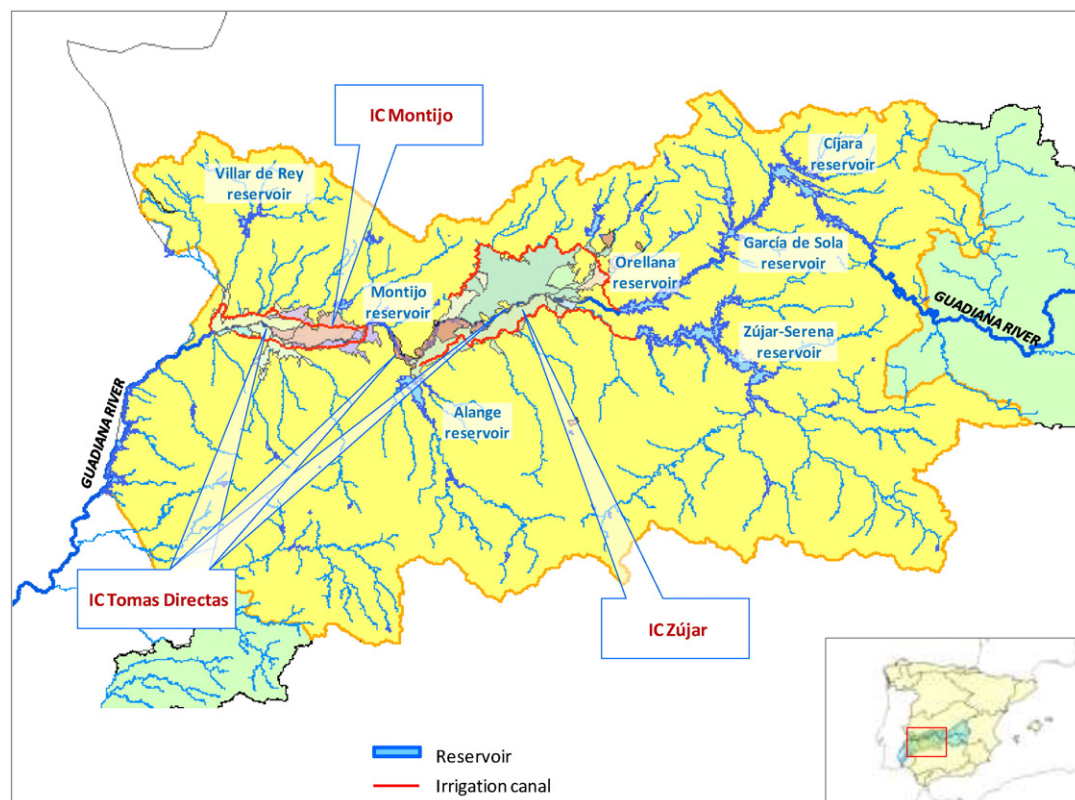 IC Montijo
Cíjara
reservoir
Villar de Rey
reservoir
García de Sola
reservoir
Orellana
reservoir
Montijo
reservoir
Zújar-Serena
reservoir
GUADIANA RIVER
Alange
reservoir
GUADIANA RIVER
IC Tomas Directas
IC Zújar
Reservoir
Irrigation canal